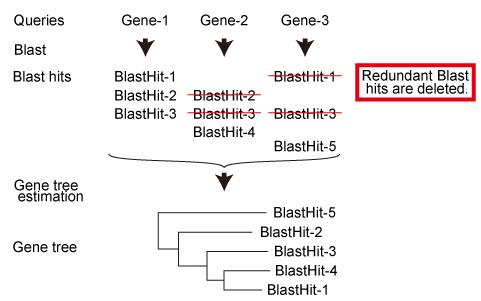 Queries Gene-1 Gene-2 Gene-3
Blast
Blast hits BlastHit-1 BlastHit-1
BlastHit-2 BlastHit-2
BlastHit-3 BlastHit-3 BlastHit-3
BlastHit-4
BlastHit-5
Redundant Blast
hits are deleted.
Gene tree
estimation
Gene tree
BlastHit-5
BlastHit-2
BlastHit-3
BlastHit-4
BlastHit-1